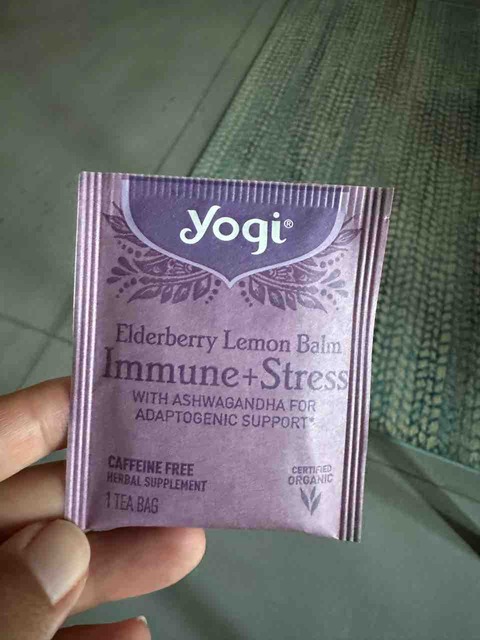 yogi®
Elderberry Lemon Balm
Immune+Stress
WITH ASHWAGANDHA FOR
ADAPTOGENIC SUPPORT*
CAFFEINE FREE
HERBAL SUPPLEMENT
1 TEA BAG
CERTIFIED
ORGANIC